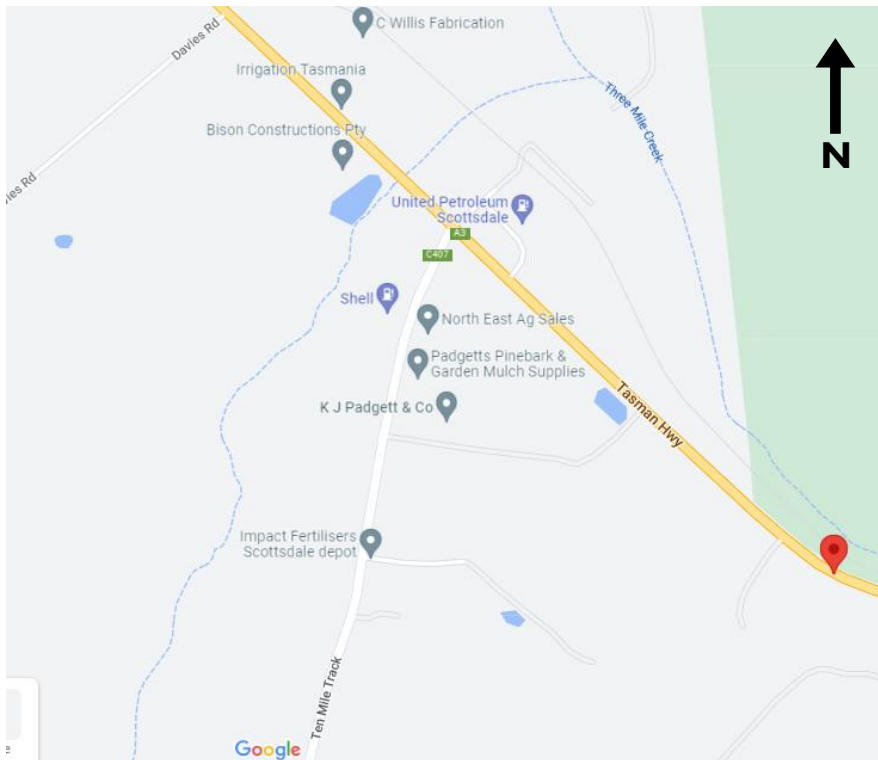 C Willis Fabrication
Davies Rd
Irrigation Tasmania
Three Mile Creek
Bison Constructions Pty
N
vies Rd
United Petroleum
Scottsdale
A3
C407
Shell
North East Ag Sales
Padgetts Pinebark &
Garden Mulch Supplies
K J Padgett & Co
Tasman Hwy
Impact Fertilisers
Scottsdale depot
Ten Mile Track
Google